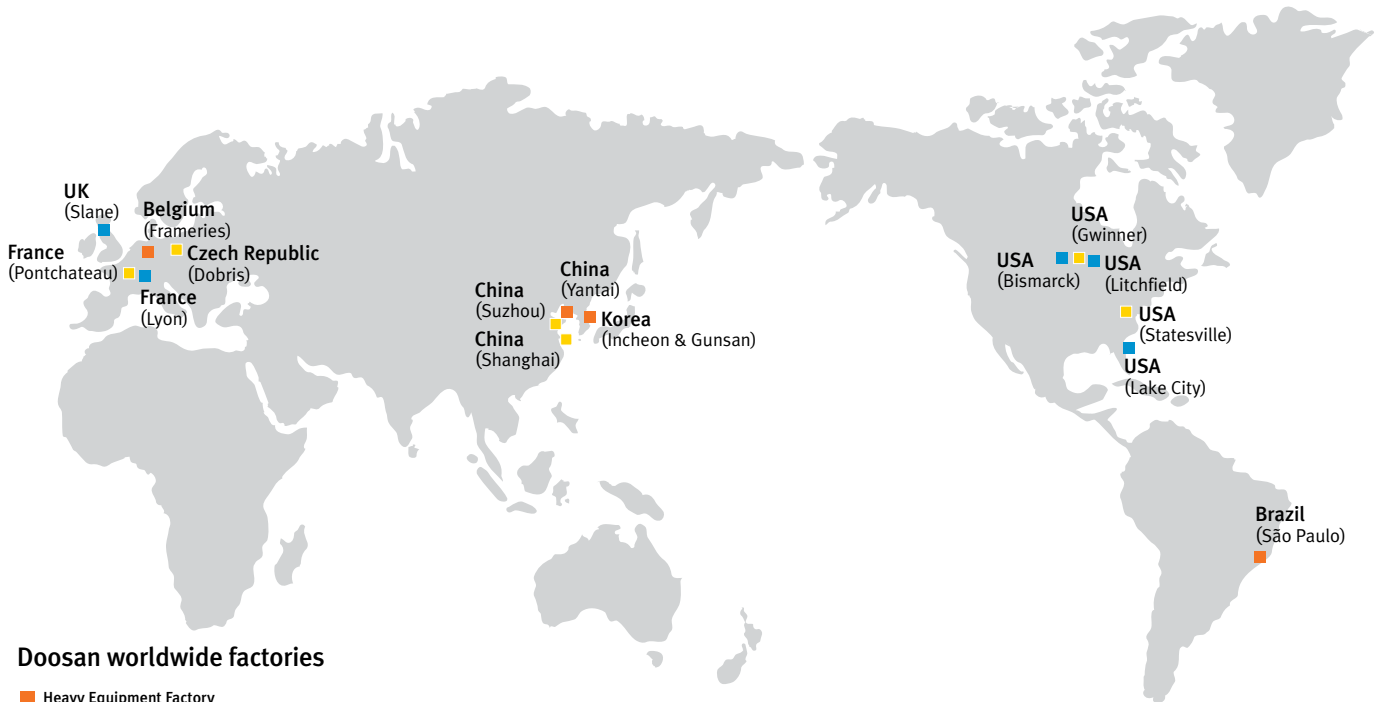 UK
(Slane)
Belgium
(Frameries)
France
(Pontchateau)
Czech Republic
(Dobris)
France
(Lyon)
China
(Yantai)
China
(Suzhou)
Korea
(Incheon & Gunsan)
China
(Shanghai)
USA
(Gwinner)
USA
(Bismarck)
USA
(Litchfield)
USA
(Statesville)
USA
(Lake City)
Brazil
(São Paulo)
Doosan worldwide factories
Heavy Equipment Factory